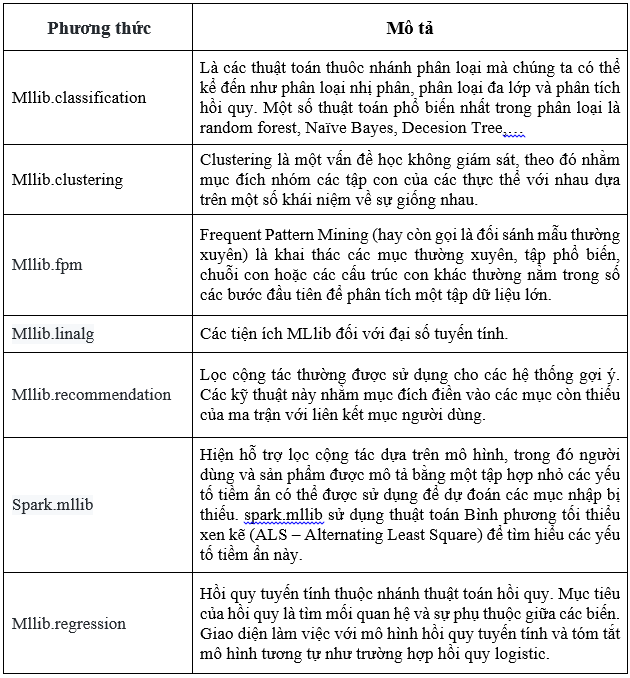 Phương thức
Mô tả
Mllib.classification
Là các thuật toán thuôc nhánh phân loại mà chúng ta có thể
kể đến như phân loại nhị phân, phân loại đa lớp và phân tích
hồi quy. Một số thuật toán phổ biến nhất trong phân loại là
random forest, Naïve Bayes, Decesion Tree,…
Mllib.clustering
Clustering là một vấn đề học không giám sát, theo đó nhằm
mục đích nhóm các tập con của các thực thể với nhau dựa
trên một số khái niệm về sự giống nhau.
Mllib.fpm
Frequent Pattern Mining (hay còn gọi là đối sánh mẫu thường
xuyên) là khai thác các mục thường xuyên, tập phổ biến,
chuỗi con hoặc các cấu trúc con khác thường nằm trong số
các bước đầu tiên để phân tích một tập dữ liệu lớn.
Mllib.linalg
Các tiện ích MLlib đối với đại số tuyến tính.
Mllib.recommendation
Lọc cộng tác thường được sử dụng cho các hệ thống gợi ý.
Các kỹ thuật này nhằm mục đích điền vào các mục còn thiếu
của ma trận với liên kết mục người dùng.
Spark.mllib
Hiện hỗ trợ lọc cộng tác dựa trên mô hình, trong đó người
dùng và sản phẩm được mô tả bằng một tập hợp nhỏ các yếu
tố tiềm ẩn có thể được sử dụng để dự đoán các mục nhập bị
thiếu. spark.mllib sử dụng thuật toán Bình phương tối thiểu
xen kẽ (ALS – Alternating Least Square) để tìm hiểu các yếu
tố tiềm ẩn này.
Mllib.regression
Hồi quy tuyến tính thuộc nhánh thuật toán hồi quy. Mục tiêu
của hồi quy là tìm mối quan hệ và sự phụ thuộc giữa các biến.
Giao diện làm việc với mô hình hồi quy tuyến tính và tóm tắt
mô hình tương tự như trường hợp hồi quy logistic.